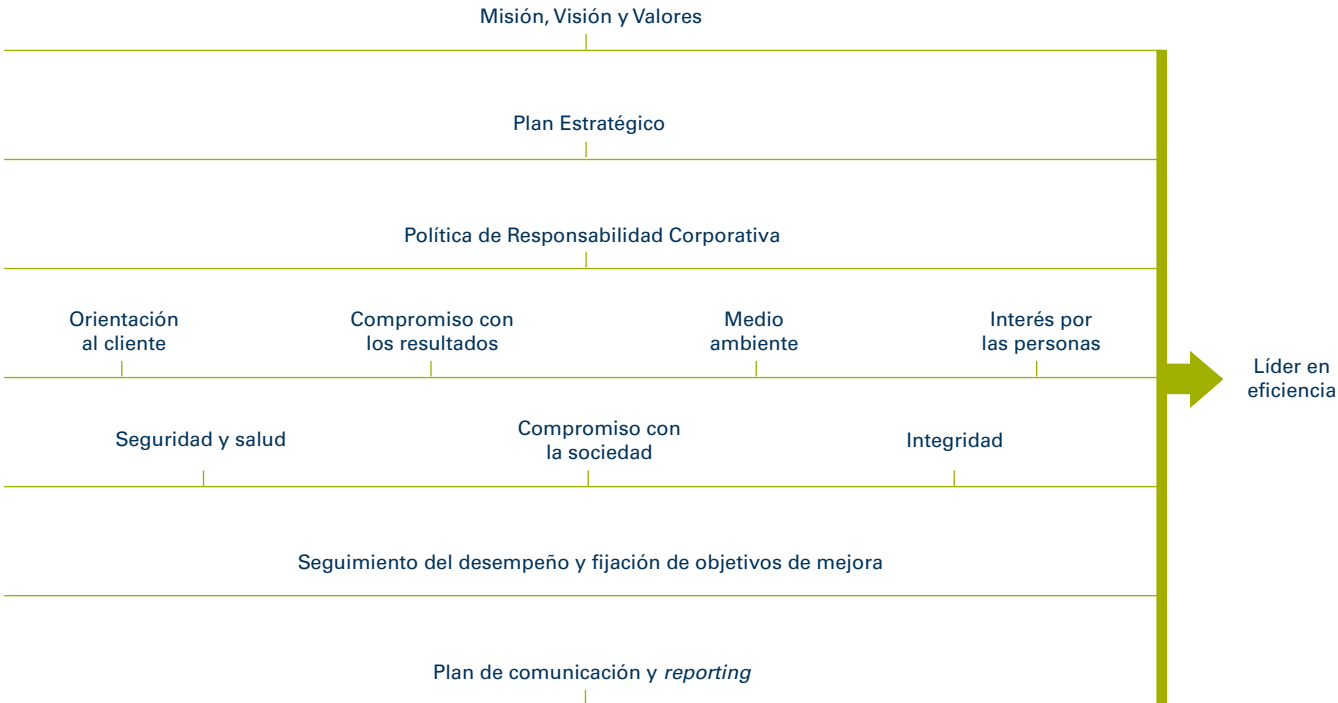 Misión, Visión y Valores
Plan Estratégico
Política de Responsabilidad Corporativa
Orientación
al cliente
Compromiso con
los resultados
Medio
ambiente
Interés por
las personas
Líder en
eficiencia
Seguridad y salud
Compromiso con
la sociedad
Integridad
Seguimiento del desempeño y fijación de objetivos de mejora
Plan de comunicación y reporting